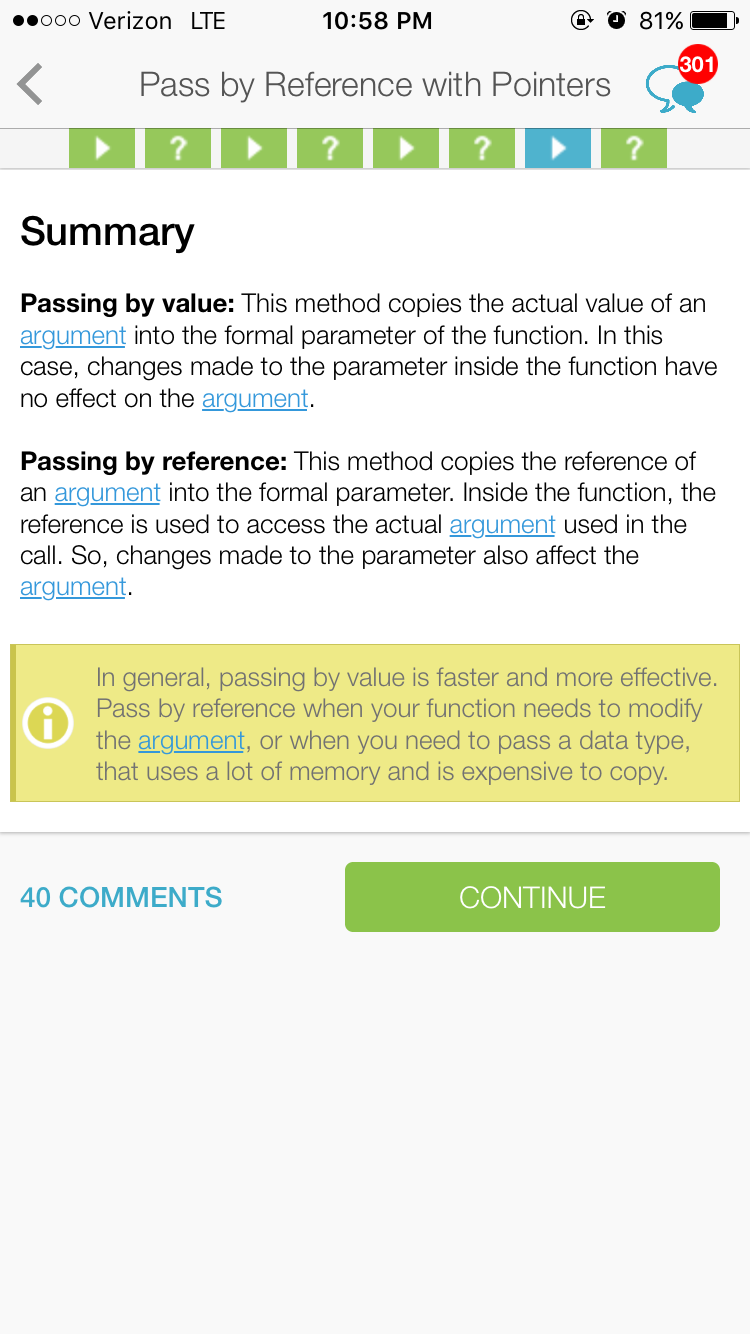 Verizon LTE 10:58 PM 81%
Pass by Reference with Pointers 301
? ? ? ?
Summary
Passing by value: This method copies the actual value of an
argument into the formal parameter of the function. In this
case, changes made to the parameter inside the function have
no effect on the argument.
Passing by reference: This method copies the reference of
an argument into the formal parameter. Inside the function, the
reference is used to access the actual argument used in the
call. So, changes made to the parameter also affect the
argument.
In general, passing by value is faster and more effective.
Pass by reference when your function needs to modify
the argument, or when you need to pass a data type,
that uses a lot of memory and is expensive to copy.
40 COMMENTS CONTINUE